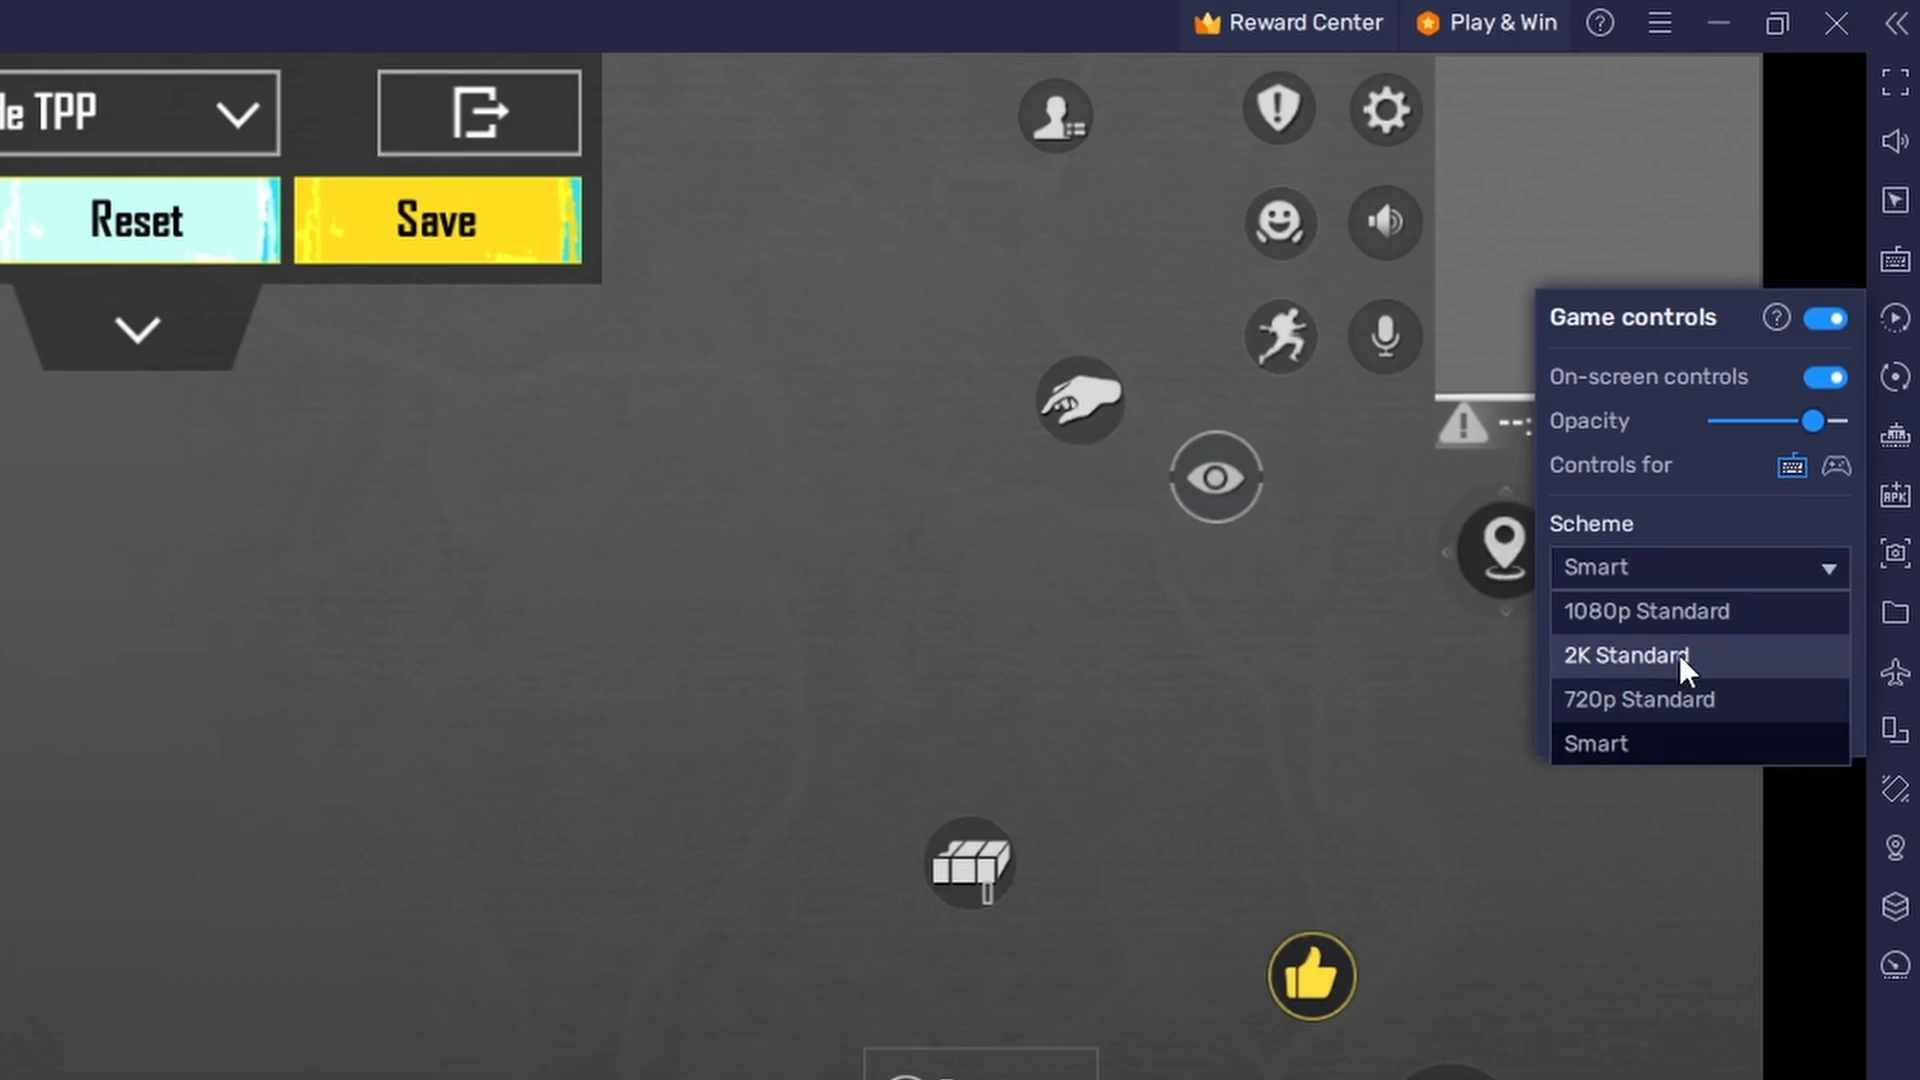 Reward Center
Play & Win
le TPP
Reset
Save
Game controls
On-screen controls
Opacity
Controls for
Scheme
Smart
1080p Standard
2K Standard
720p Standard
Smart
APK